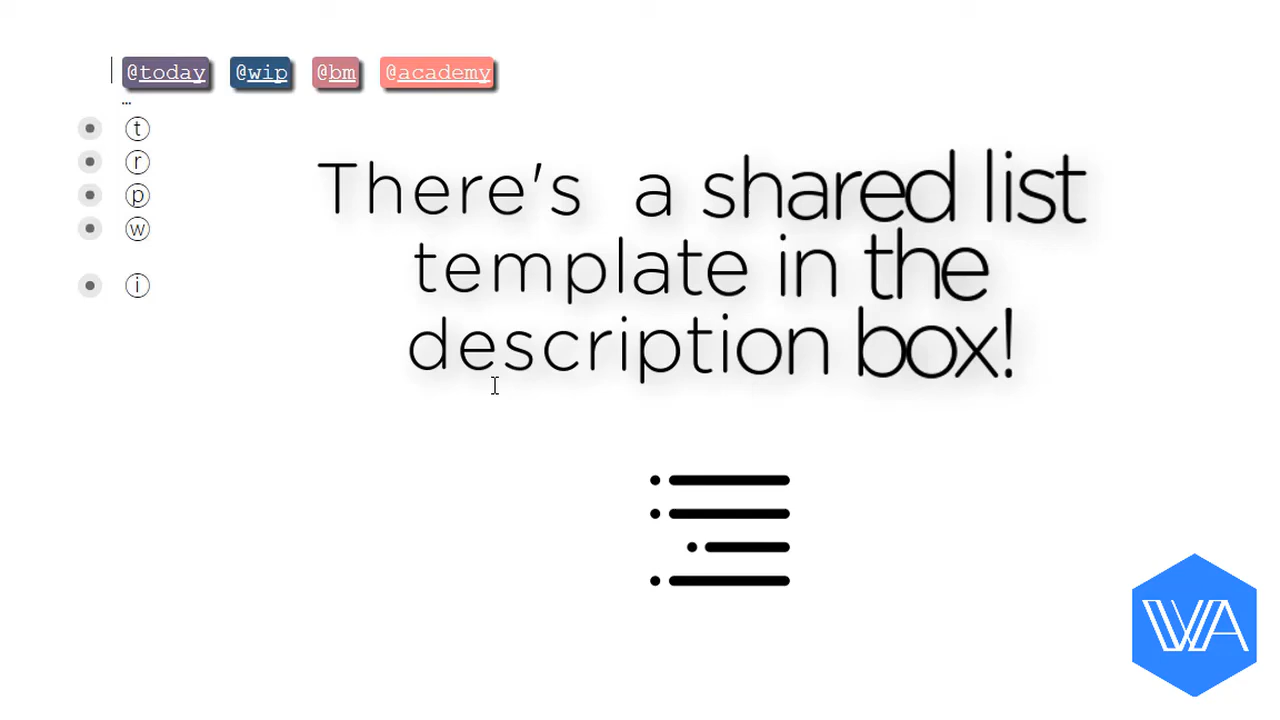 @today @wip @bm @academy
…
ⓣ
ⓡ
ⓟ
ⓦ
ⓘ
There's a shared list
template in the
description box!
WA